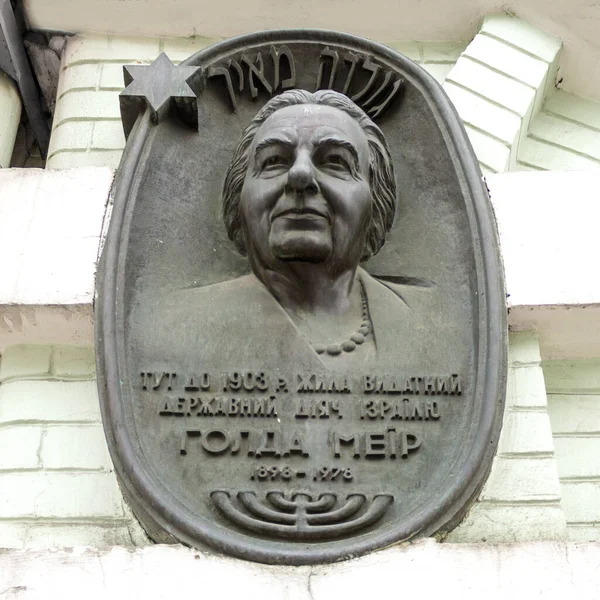 גולדה מאיר
ТУТ ДО 1903 р. ЖИЛА ВИДАТНИЙ
ДЕРЖАВНИЙ ДІЯЧ ІЗРАЇЛЮ
ГОЛДА МЕЇР
1898-1978